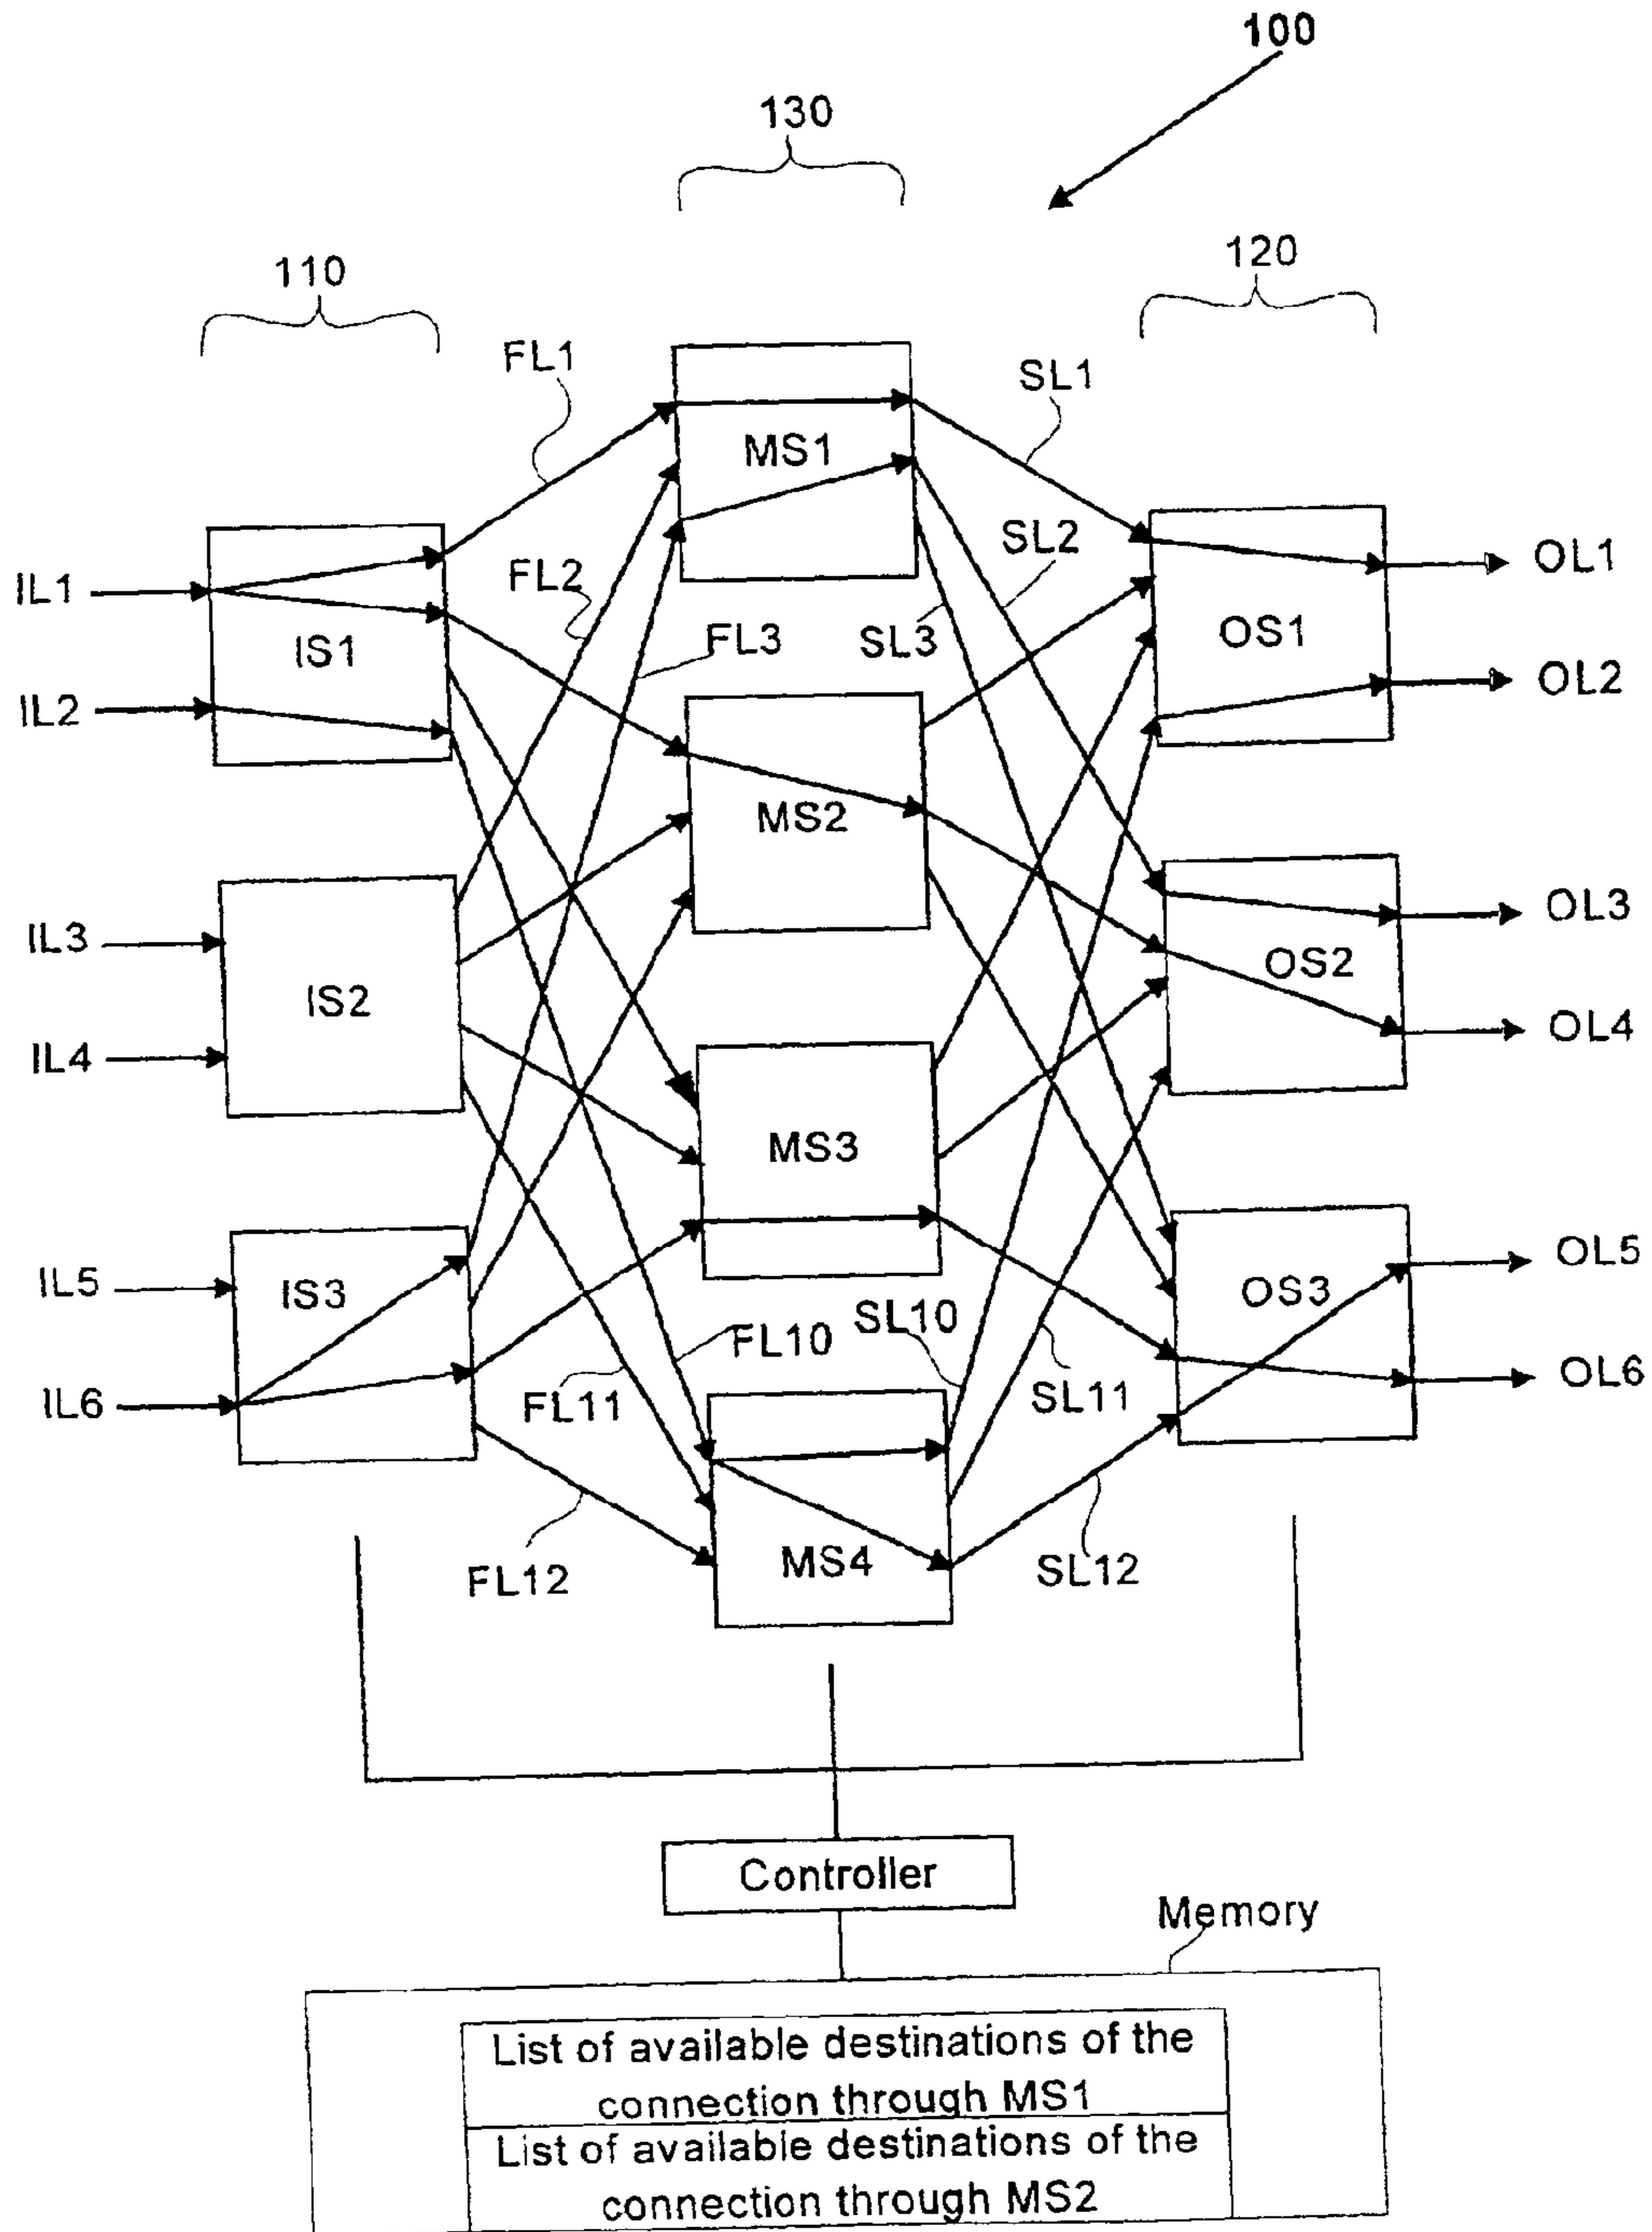 100
130
110
120
FL1
SL1
MS1
SL2
FL2
IL1
OL1
FL3
SL3
IS1
OS1
IL2
OL2
MS2
IL3
OL3
IS2
OS2
IL4
OL4
MS3
IL5
IS3
OS3
OL5
FL10
SL10
IL6
FL11
SL11
OL6
FL12
MS4
SL12
Controller
Memory
List of available destinations of the
connection through MS1
List of available destinations of the
connection through MS2